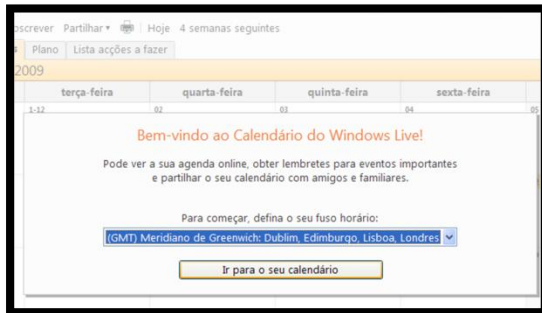 screver Partilhar Hoje 4 semanas seguintes
Plano Lista acções a fazer
2009
terça-feira quarta-feira quinta-feira sexta-feira
1-12 02 03 04 05
Bem-vindo ao Calendário do Windows Live!
Pode ver a sua agenda online, obter lembretes para eventos importantes
e partilhar o seu calendário com amigos e familiares.
Para começar, defina o seu fuso horário:
(GMT) Meridiano de Greenwich: Dublim, Edimburgo, Lisboa, Londres
Ir para o seu calendário